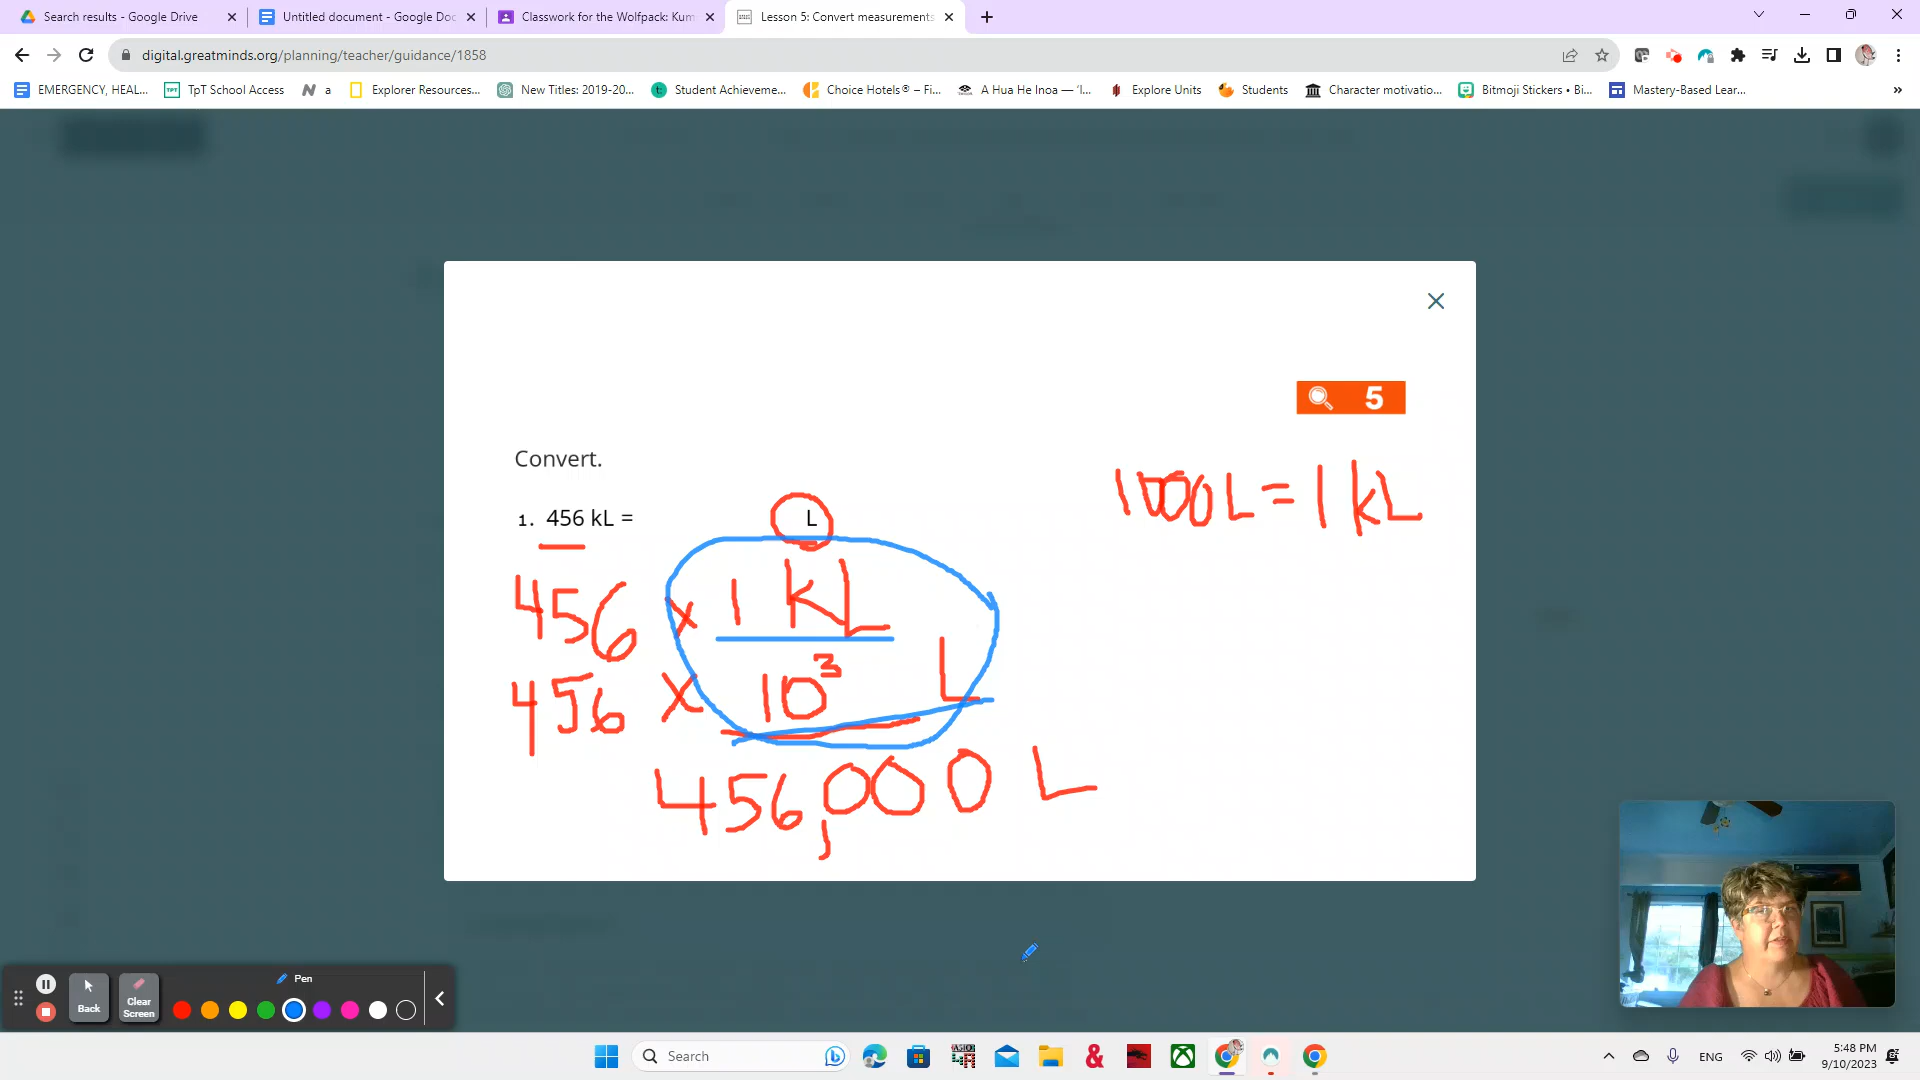 Search results - Google Drive
Untitled document - Google Doc
Classwork for the Wolfpack: Kum
Lesson 5: Convert measurements
digital.greatminds.org/planning/teacher/guidance/1858
EMERGENCY, HEAL...
TpT School Access
a
Explorer Resources...
New Titles: 2019-20...
Student Achieveme...
Choice Hotels® – Fi...
A Hua He Inoa — 'I...
Explore Units
Students
Character motivatio...
Bitmoji Stickers • Bi...
Mastery-Based Lear...
»
5
Convert.
1000L = 1 kL
1. 456 kL = L
456 x 1 kL
456 x 10³ L
456,000 L
Pen
Back
Clear Screen
Search
ENG
5:48 PM
9/10/2023